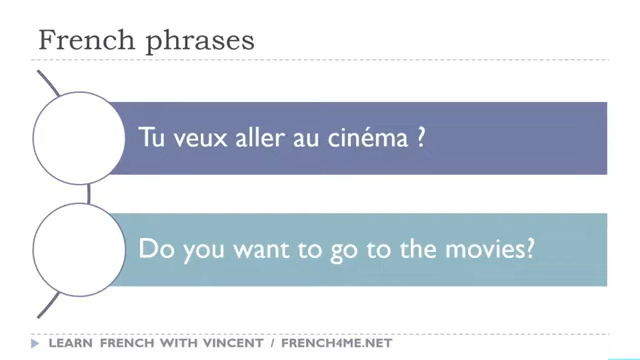 French phrases
Tu veux aller au cinéma ?
Do you want to go to the movies?
LEARN FRENCH WITH VINCENT / FRENCH4ME.NET